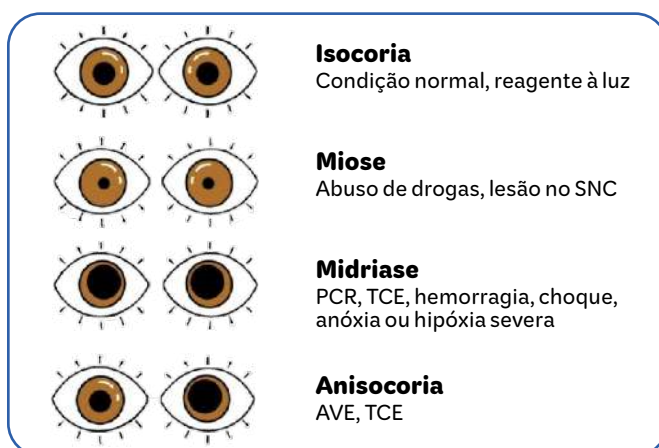 Isocoria
Condição normal, reagente à luz
Miose
Abuso de drogas, lesão no SNC
Midriase
PCR, TCE, hemorragia, choque,
anóxia ou hipóxia severa
Anisocoria
AVE, TCE